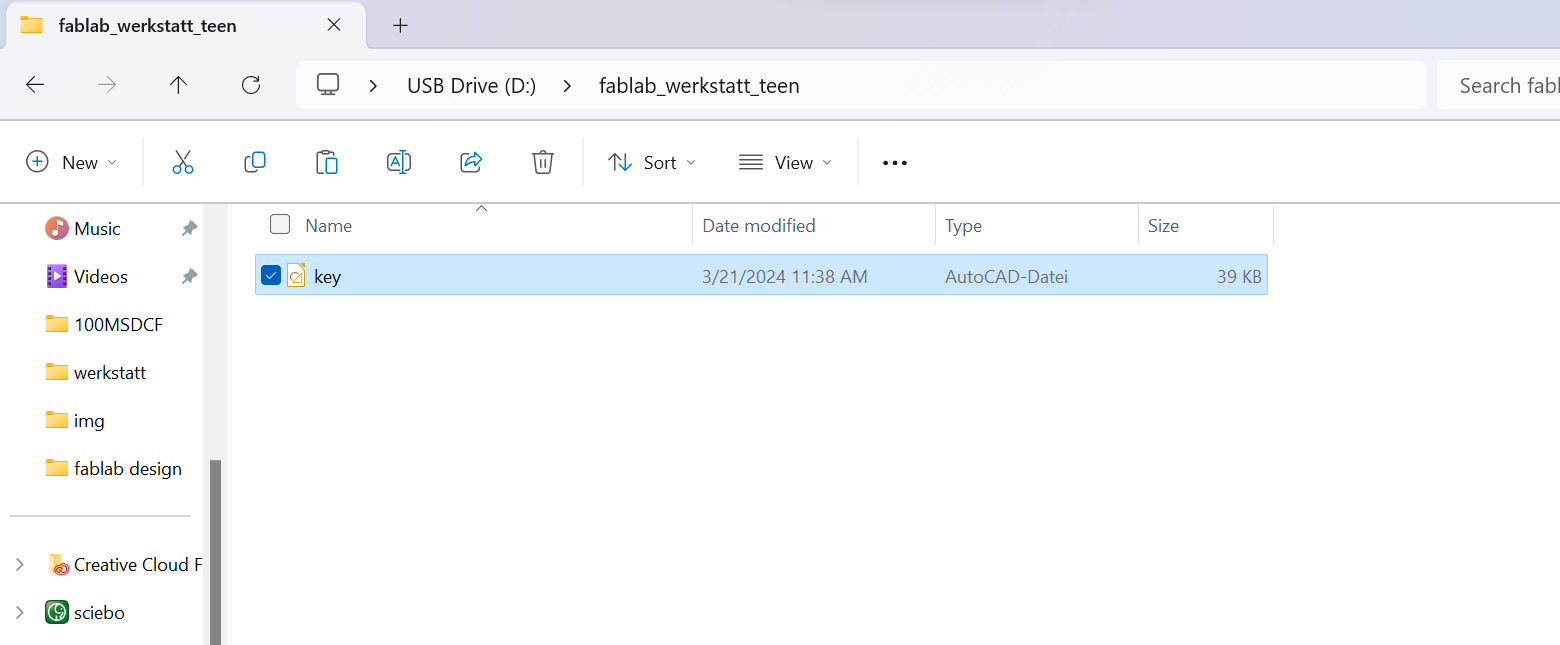 fablab_werkstatt_teen
USB Drive (D:) fablab_werkstatt_teen Search fabl
New Sort View
Name Date modified Type Size
key 3/21/2024 11:38 AM AutoCAD-Datei 39 KB
Music
Videos
100MSDCF
werkstatt
img
fablab design
Creative Cloud F
sciebo